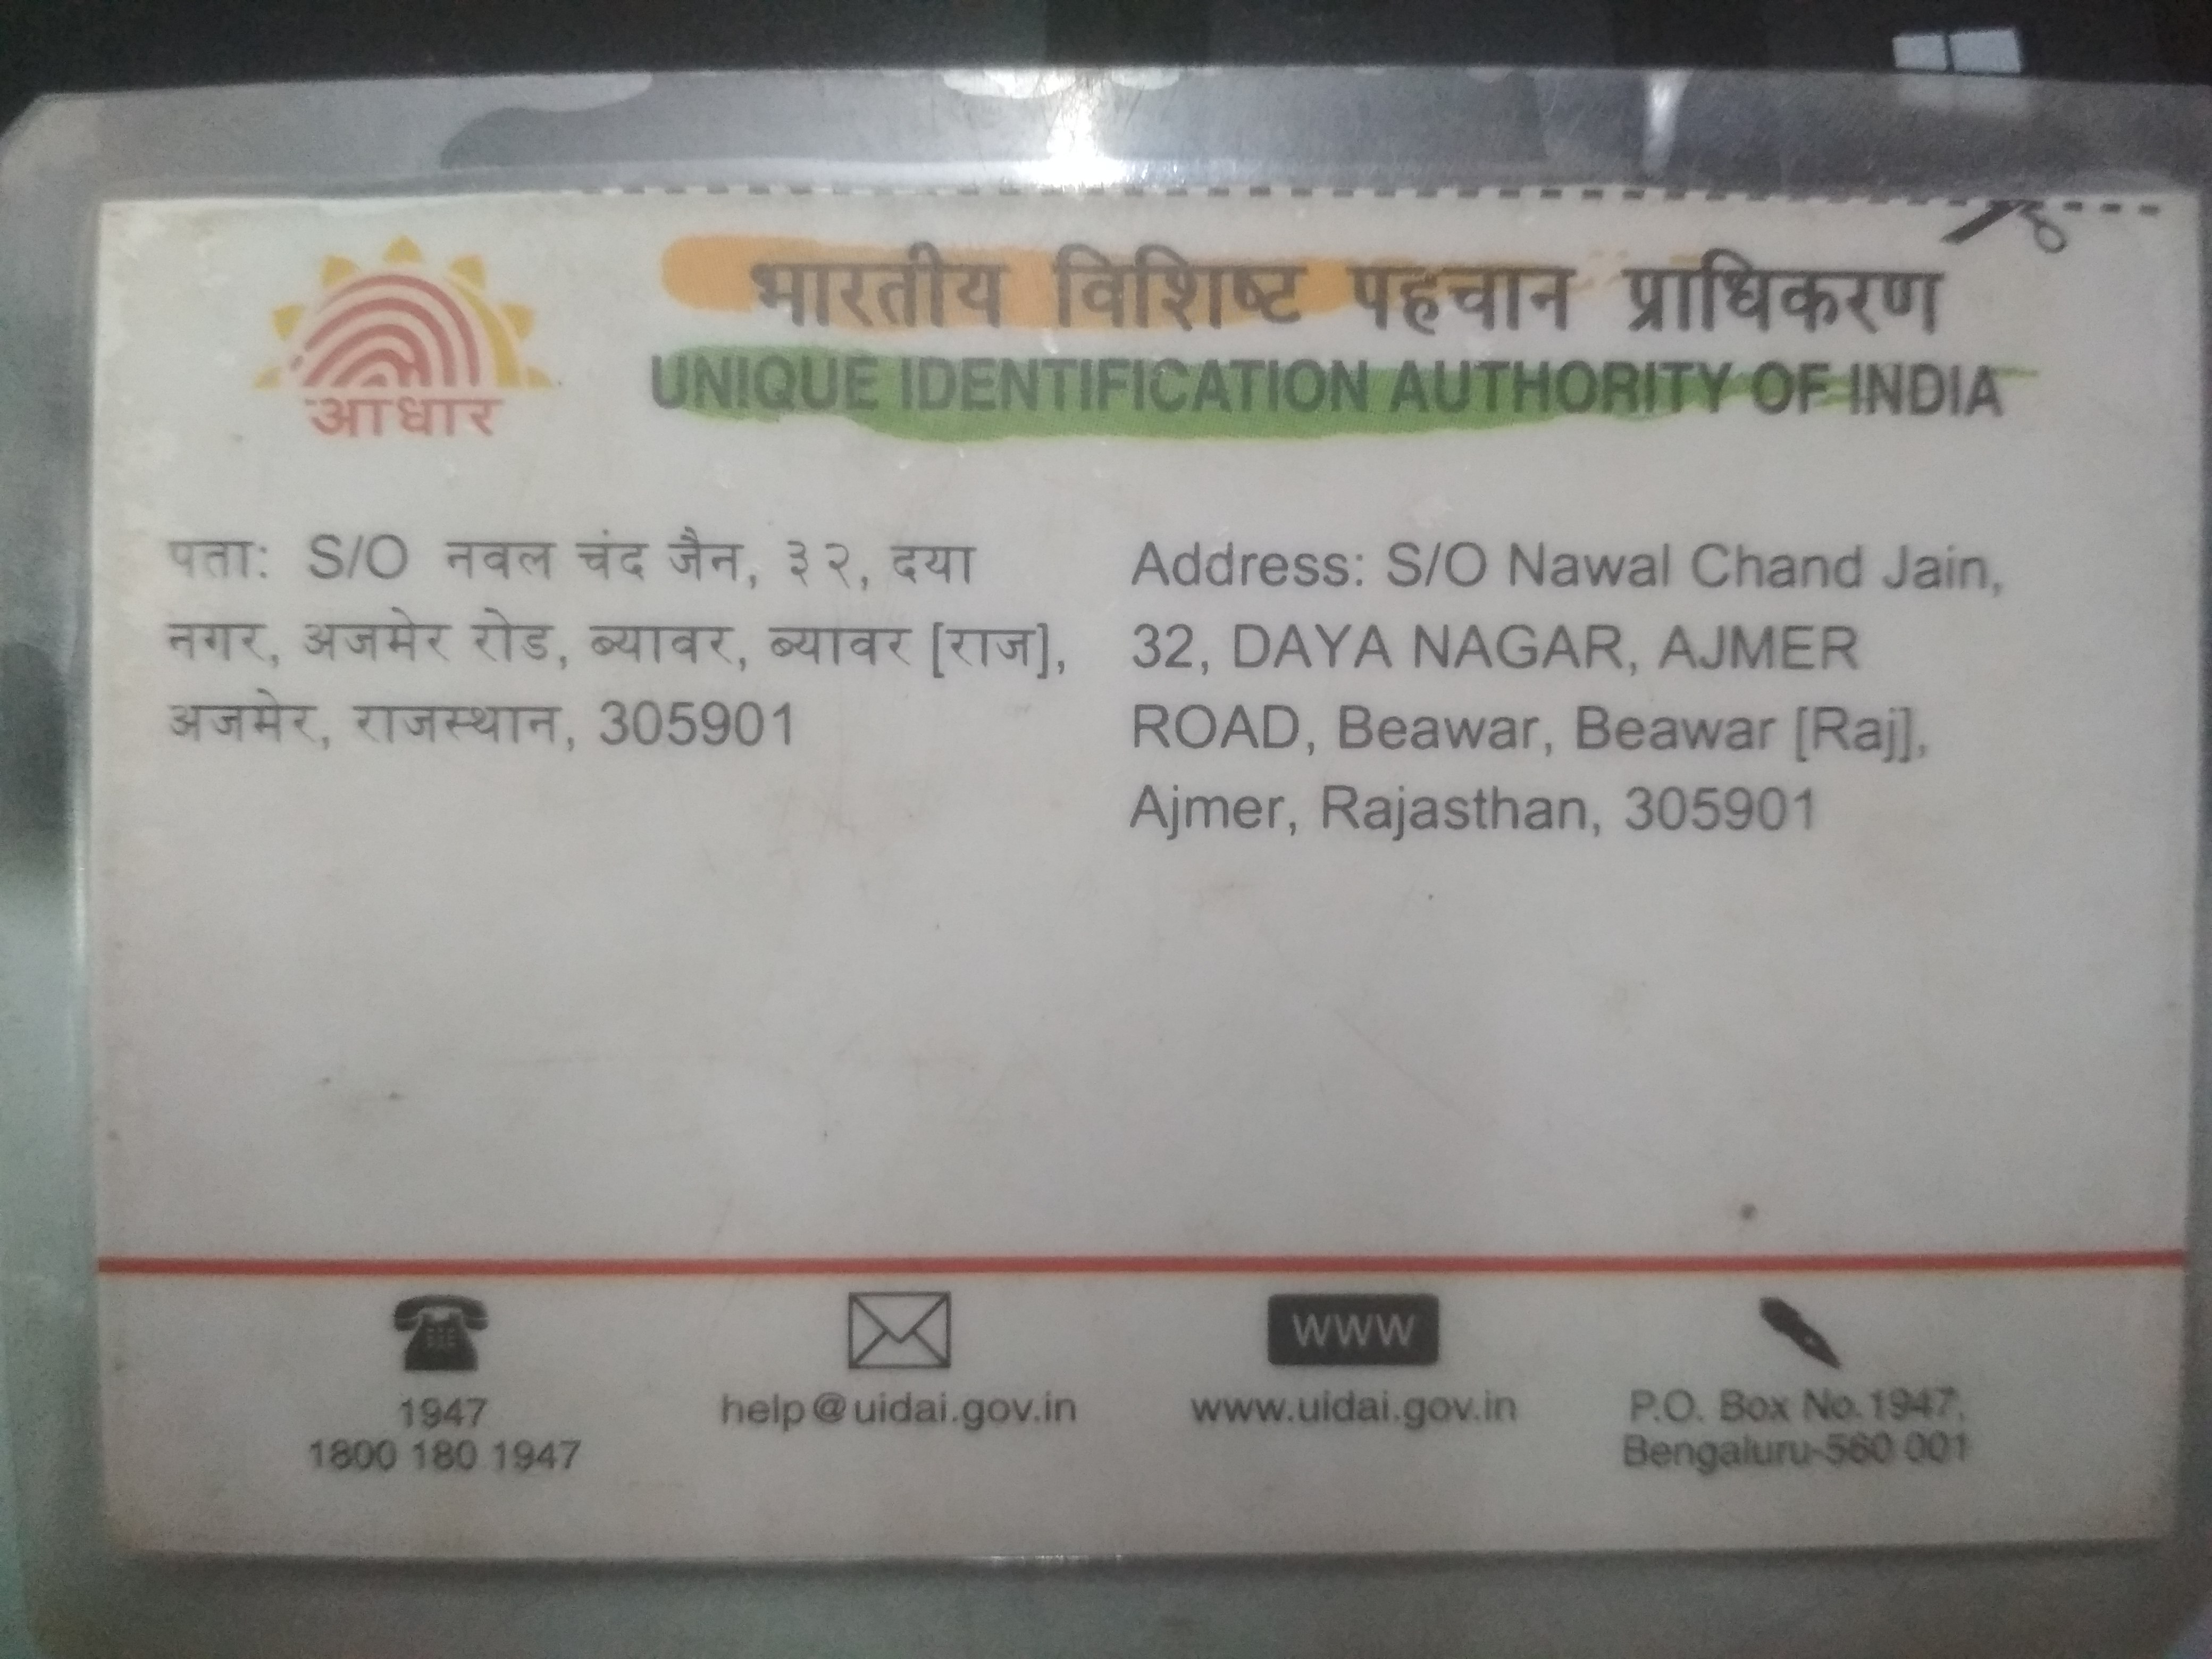 भारतीय विशिष्ट पहचान प्राधिकरण
UNIQUE IDENTIFICATION AUTHORITY OF INDIA
आधार
पता: S/O नवल चंद जैन, ३२, दया
नगर, अजमेर रोड, ब्यावर, ब्यावर [राज],
अजमेर, राजस्थान, 305901
Address: S/O Nawal Chand Jain,
32, DAYA NAGAR, AJMER
ROAD, Beawar, Beawar [Raj],
Ajmer, Rajasthan, 305901
1947
1800 180 1947
help@uidai.gov.in
WWW
www.uidai.gov.in
P.O. Box No.1947,
Bengaluru-560 001